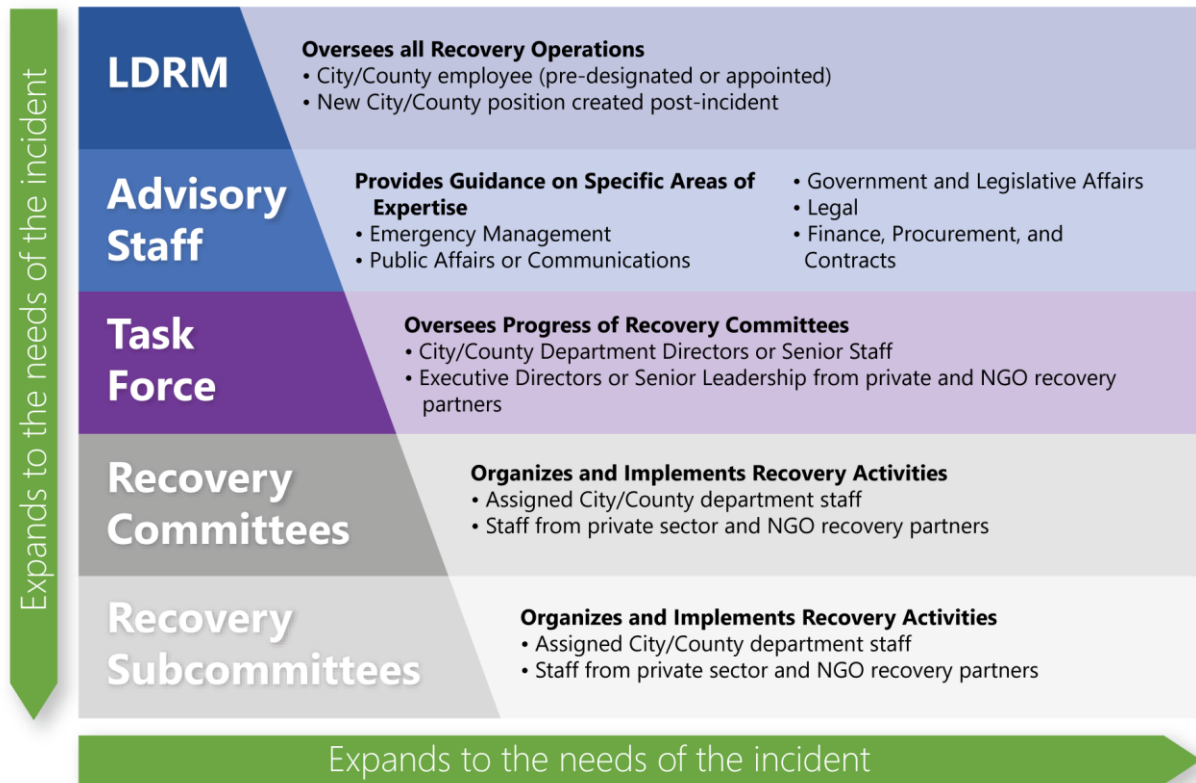 Expands to the needs of the incident
LDRM
Oversees all Recovery Operations
• City/County employee (pre-designated or appointed)
• New City/County position created post-incident
Advisory
Staff
Provides Guidance on Specific Areas of
Expertise
• Emergency Management
• Public Affairs or Communications
• Government and Legislative Affairs
• Legal
• Finance, Procurement, and
Contracts
Task
Force
Oversees Progress of Recovery Committees
• City/County Department Directors or Senior Staff
• Executive Directors or Senior Leadership from private and NGO recovery
partners
Recovery
Committees
Organizes and Implements Recovery Activities
• Assigned City/County department staff
• Staff from private sector and NGO recovery partners
Recovery
Subcommittees
Organizes and Implements Recovery Activities
• Assigned City/County department staff
• Staff from private sector and NGO recovery partners
Expands to the needs of the incident